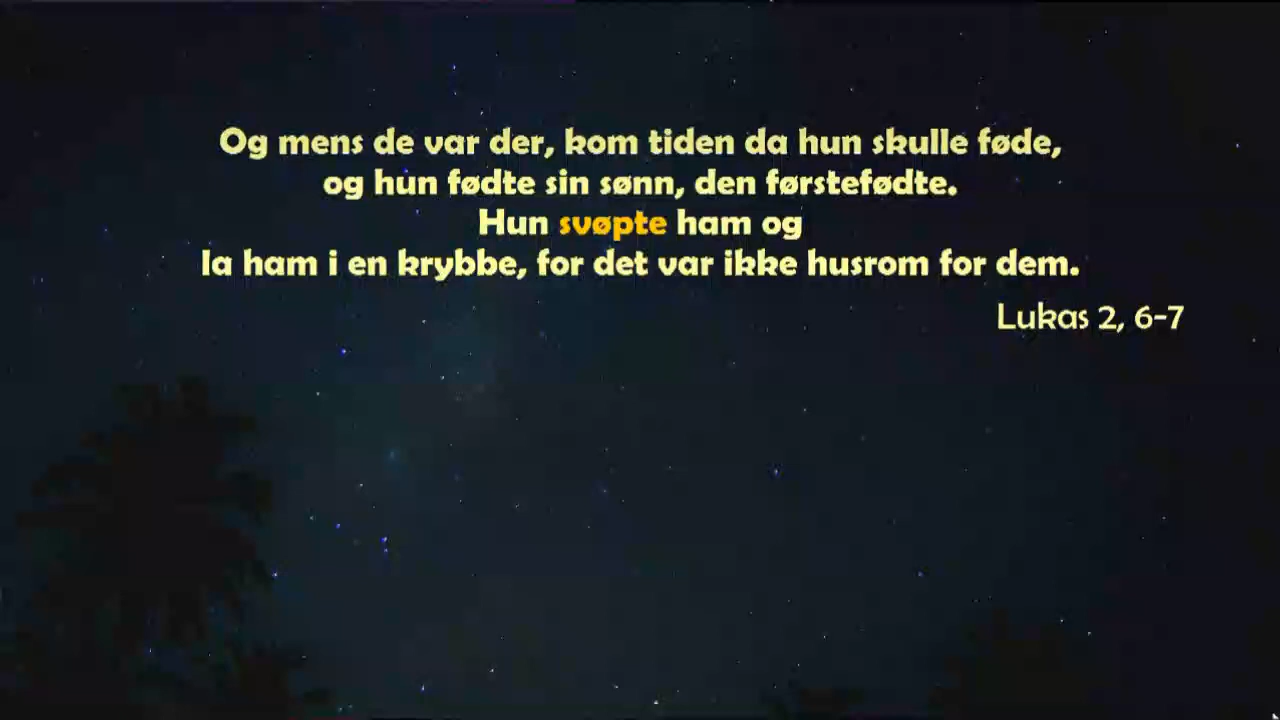 Og mens de var der, kom tiden da hun skulle føde,
og hun fødte sin sønn, den førstefødte.
Hun svøpte ham og
la ham i en krybbe, for det var ikke husrom for dem.
Lukas 2, 6-7